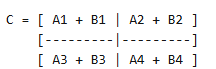 C = [ A1 + B1 | A2 + B2 ]
[---------|---------]
[ A3 + B3 | A4 + B4 ]